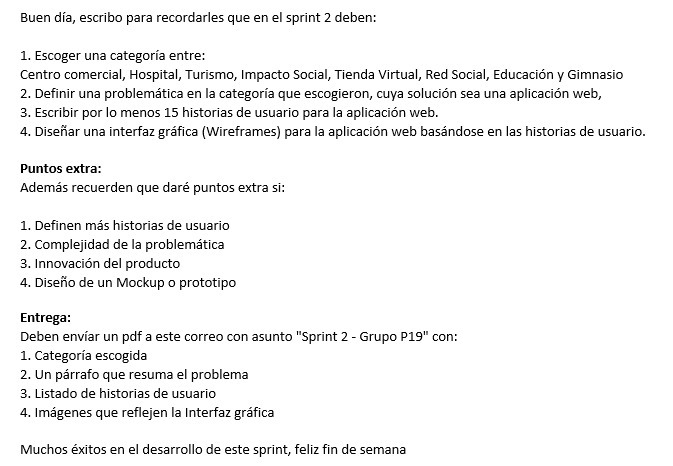 Buen día, escribo para recordarles que en el sprint 2 deben:
1. Escoger una categoría entre:
Centro comercial, Hospital, Turismo, Impacto Social, Tienda Virtual, Red Social, Educación y Gimnasio
2. Definir una problemática en la categoría que escogieron, cuya solución sea una aplicación web,
3. Escribir por lo menos 15 historias de usuario para la aplicación web.
4. Diseñar una interfaz gráfica (Wireframes) para la aplicación web basándose en las historias de usuario.
Puntos extra:
Además recuerden que daré puntos extra si:
1. Definen más historias de usuario
2. Complejidad de la problemática
3. Innovación del producto
4. Diseño de un Mockup o prototipo
Entrega:
Deben envíar un pdf a este correo con asunto "Sprint 2 - Grupo P19" con:
1. Categoría escogida
2. Un párrafo que resuma el problema
3. Listado de historias de usuario
4. Imágenes que reflejen la Interfaz gráfica
Muchos éxitos en el desarrollo de este sprint, feliz fin de semana